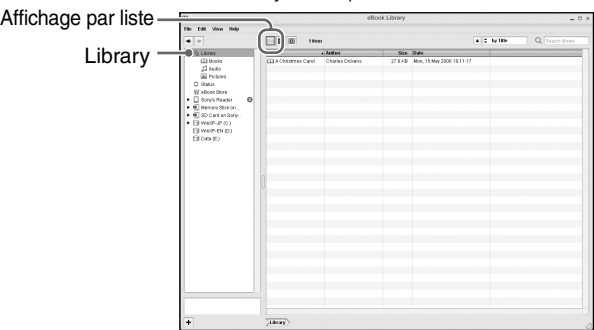 eBook Library
Affichage par liste
File Edit View Help
1 items
by Title
Search library
Library
Library
Author Size Date
Books
A Christmas Carol Charles Dickens 27.8 KB Mon, 15 May 2006 10:11:17
Audio
Pictures
Status
eBook Store
Sony's Reader
Memory Stick on...
SD Card on Sony...
WinXP-JP (C:)
WinXP-EN (D:)
Data (E:)
Library